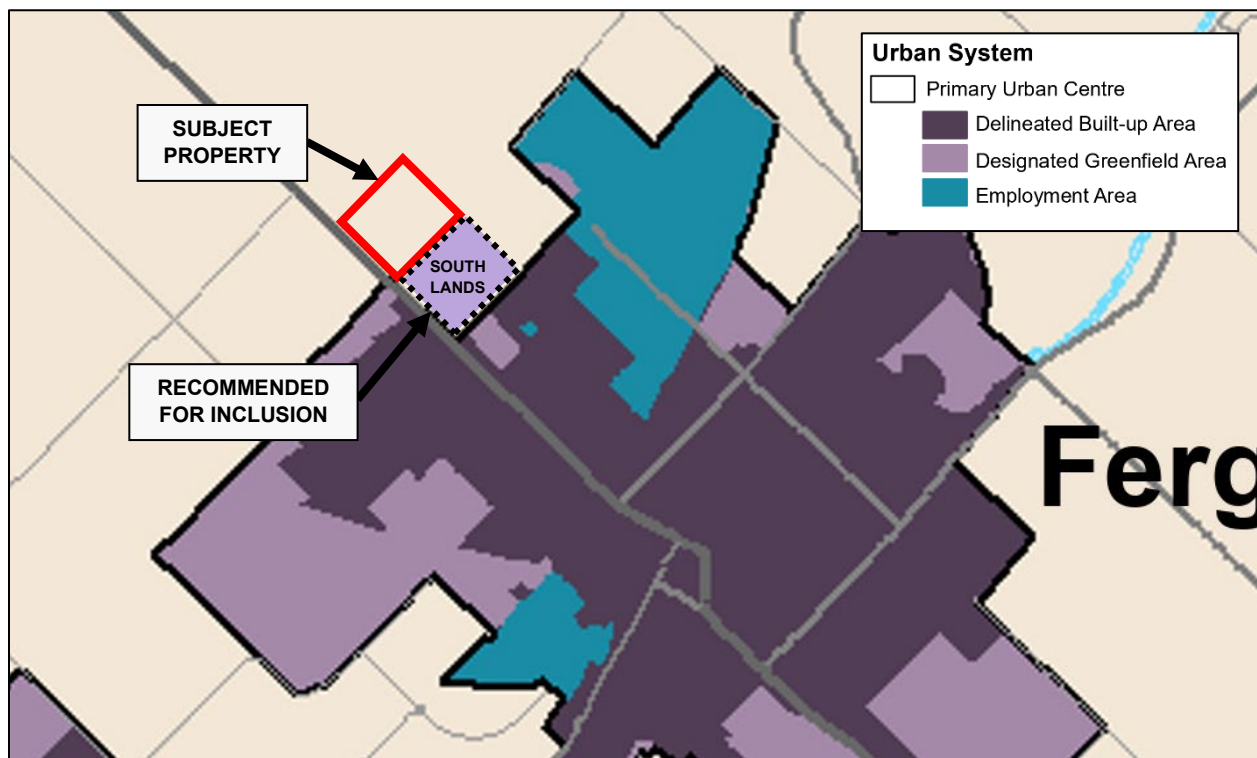 Urban System
Primary Urban Centre
Delineated Built-up Area
Designated Greenfield Area
Employment Area
SUBJECT
PROPERTY
SOUTH
LANDS
RECOMMENDED
FOR INCLUSION
Ferg